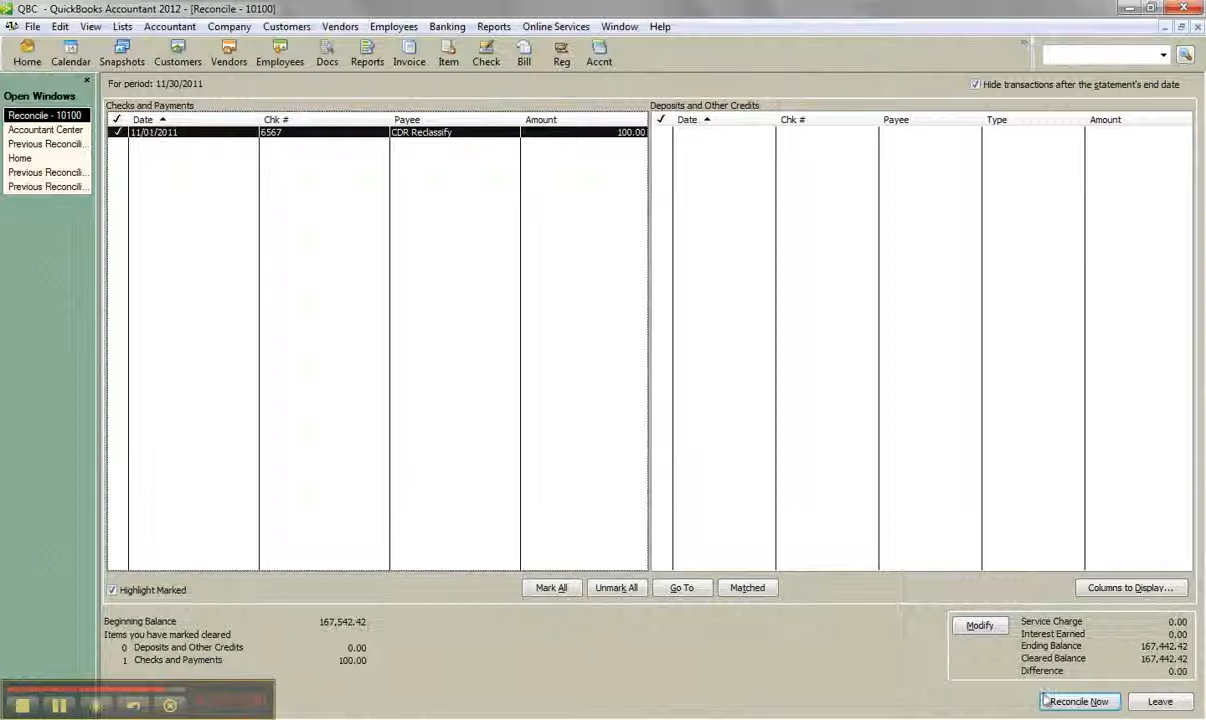 QBC - QuickBooks Accountant 2012 - [Reconcile - 10100]
File Edit View Lists Accountant Company Customers Vendors Employees Banking Reports Online Services Window Help
Home Calendar Snapshots Customers Vendors Employees Docs Reports Invoice Item Check Bill Reg Accnt
Open Windows
Reconcile - 10100
Accountant Center
Previous Reconcili...
Home
Previous Reconcili...
Previous Reconcili...
For period: 11/30/2011
Hide transactions after the statement's end date
Checks and Payments
✓ Date Chk # Payee Amount
✓ 11/01/2011 6567 CDR Reclassify 100.00
Deposits and Other Credits
✓ Date Chk # Payee Type Amount
Highlight Marked
Mark All Unmark All Go To Matched Columns to Display...
Beginning Balance 167,542.42
Items you have marked cleared
0 Deposits and Other Credits 0.00
1 Checks and Payments 100.00
Modify
Service Charge 0.00
Interest Earned 0.00
Ending Balance 167,442.42
Cleared Balance 167,442.42
Difference 0.00
Reconcile Now Leave